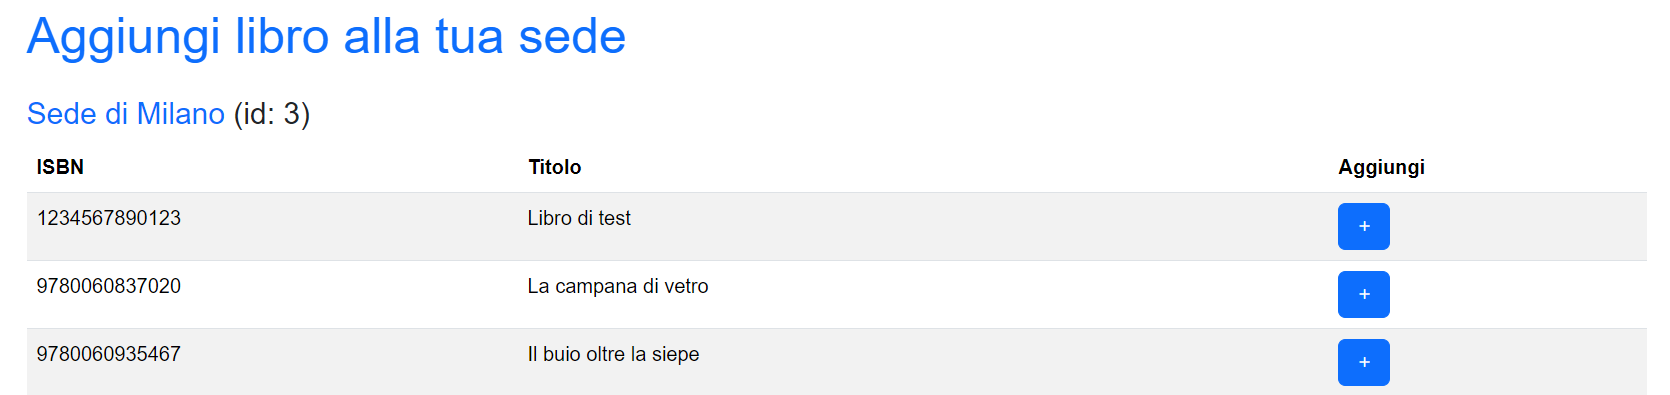 Aggiungi libro alla tua sede
Sede di Milano (id: 3)
ISBN Titolo Aggiungi
1234567890123 Libro di test +
9780060837020 La campana di vetro +
9780060935467 Il buio oltre la siepe +